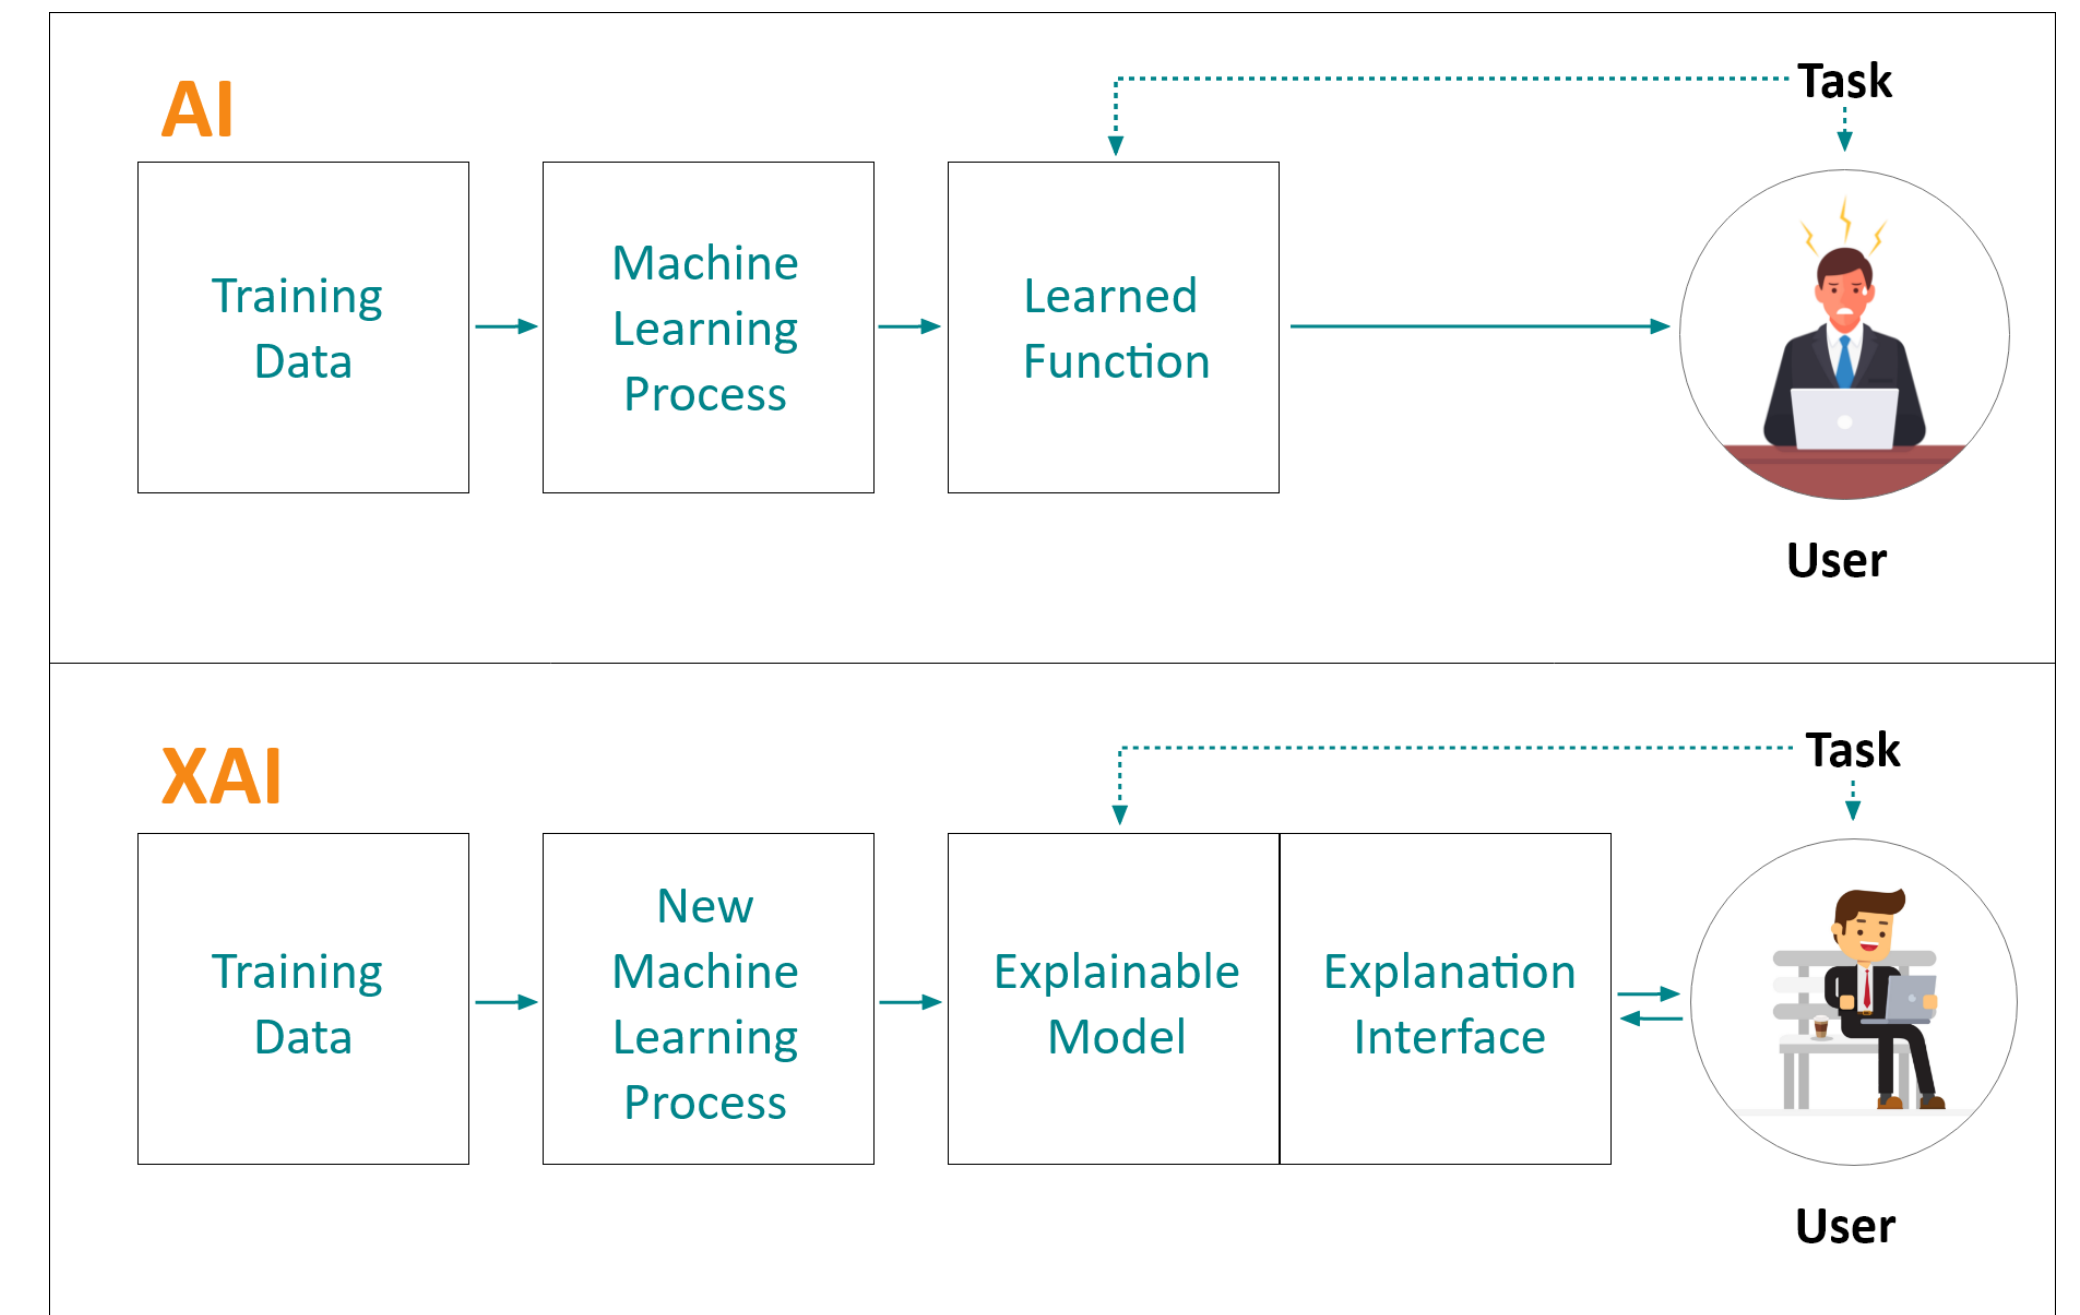 AI
Task
Training
Data
Machine
Learning
Process
Learned
Function
User
XAI
Task
Training
Data
New
Machine
Learning
Process
Explainable
Model
Explanation
Interface
User